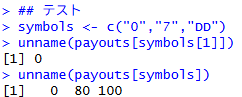 > ## テスト
> symbols <- c("0","7","DD")
> unname(payouts[symbols[1]])
[1] 0
> unname(payouts[symbols])
[1]   0  80 100